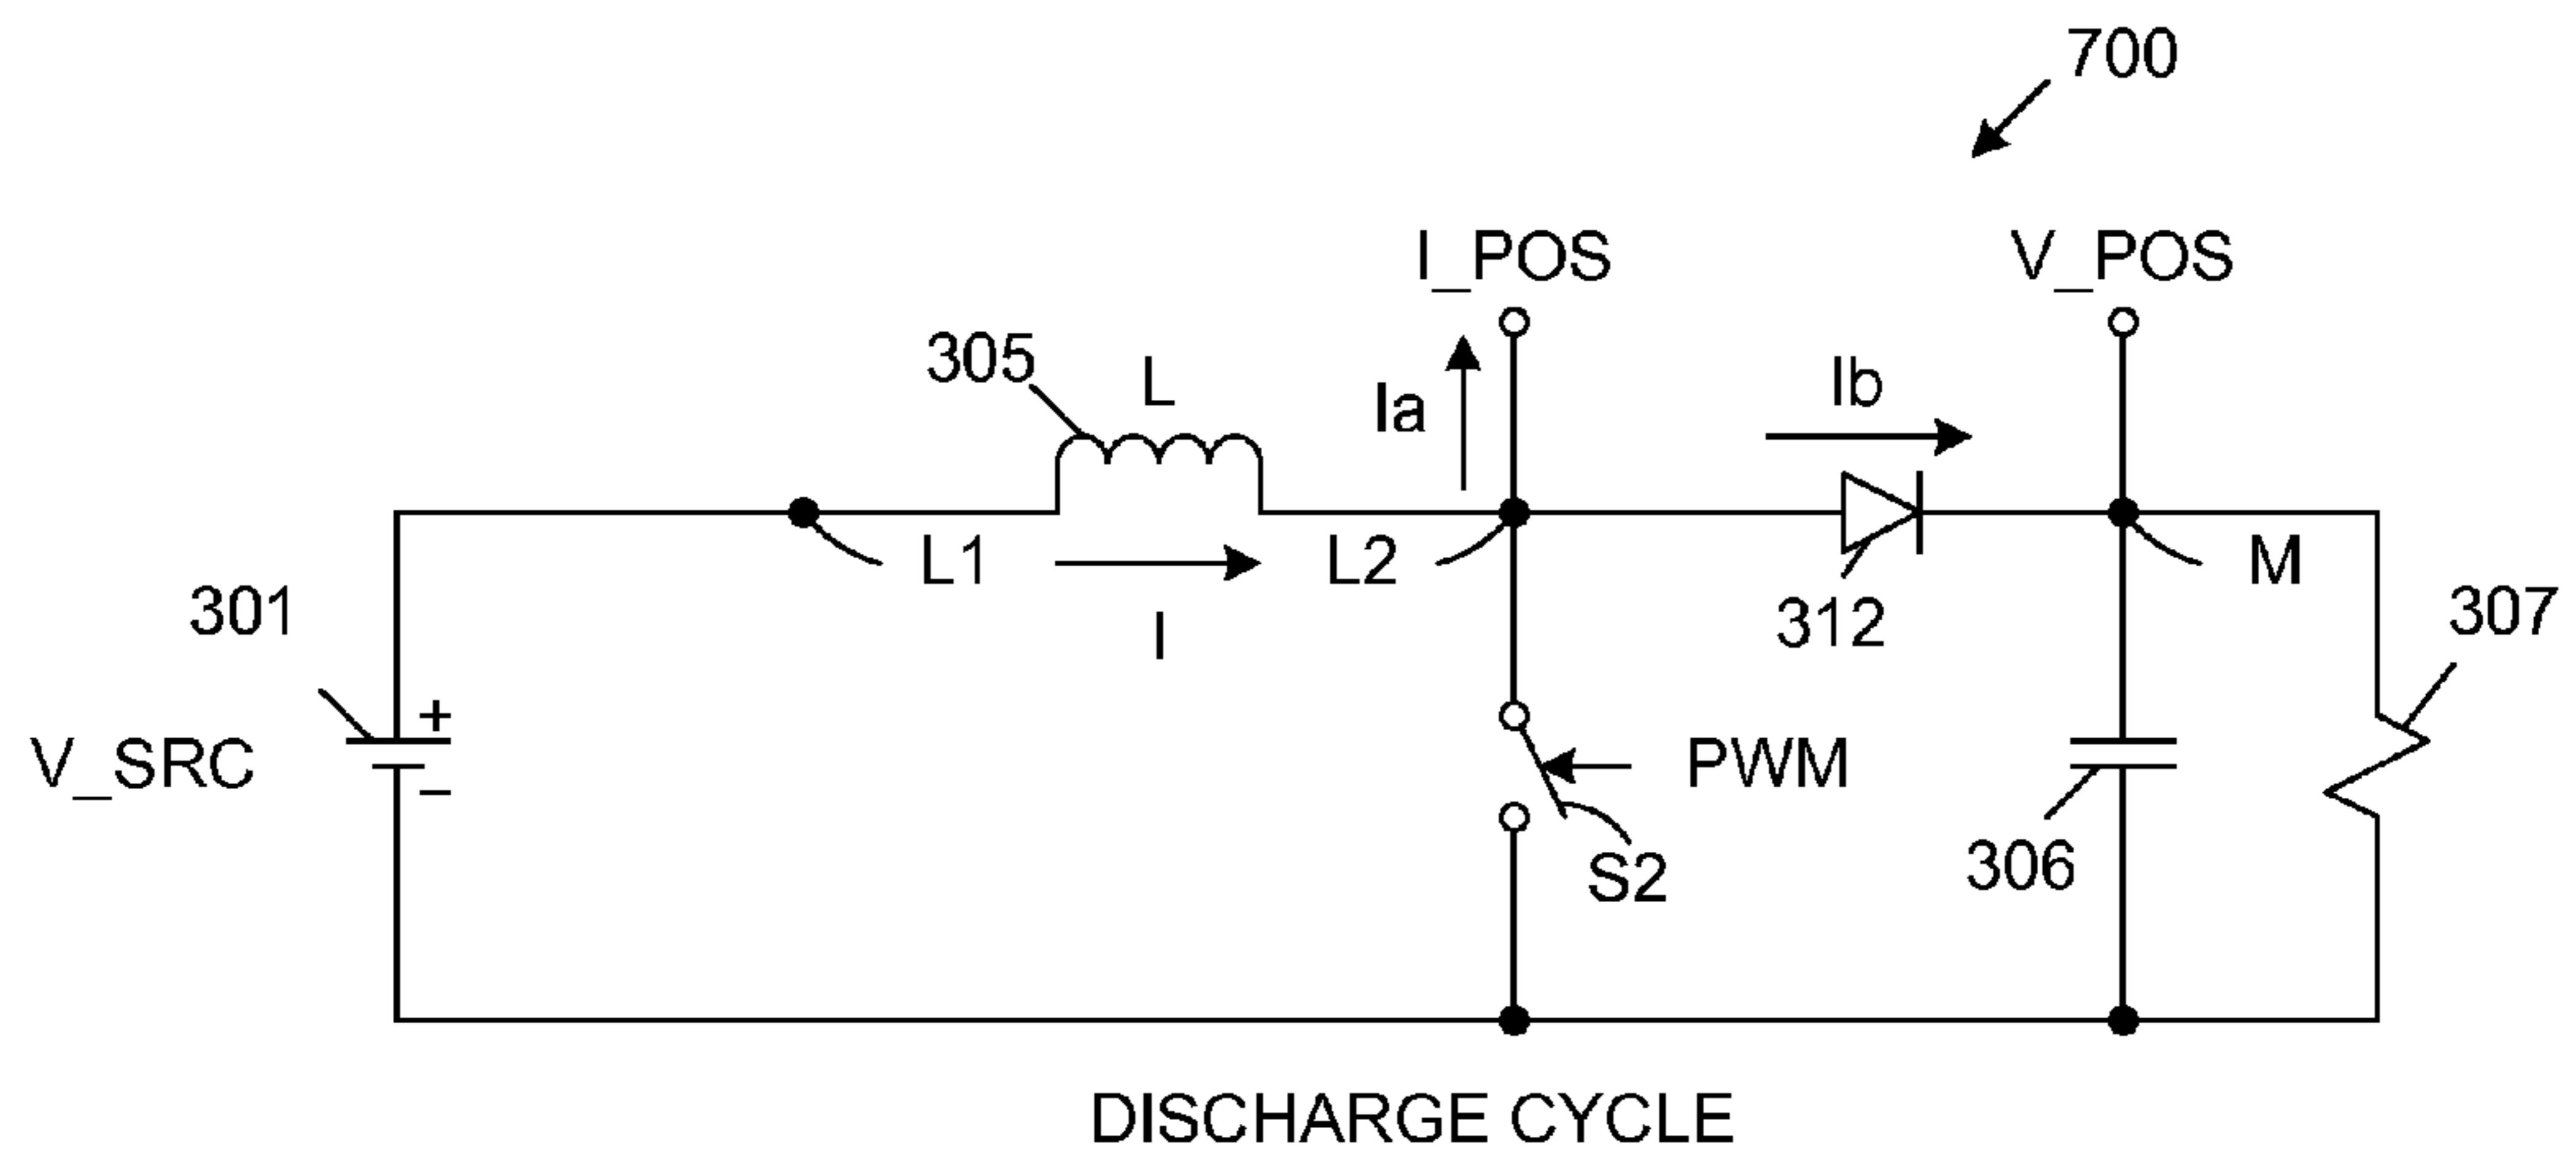 700
I_POS
V_POS
305
L
Ia
Ib
L1
I
L2
312
M
301
307
+
V_SRC
−
PWM
S2
306
DISCHARGE CYCLE